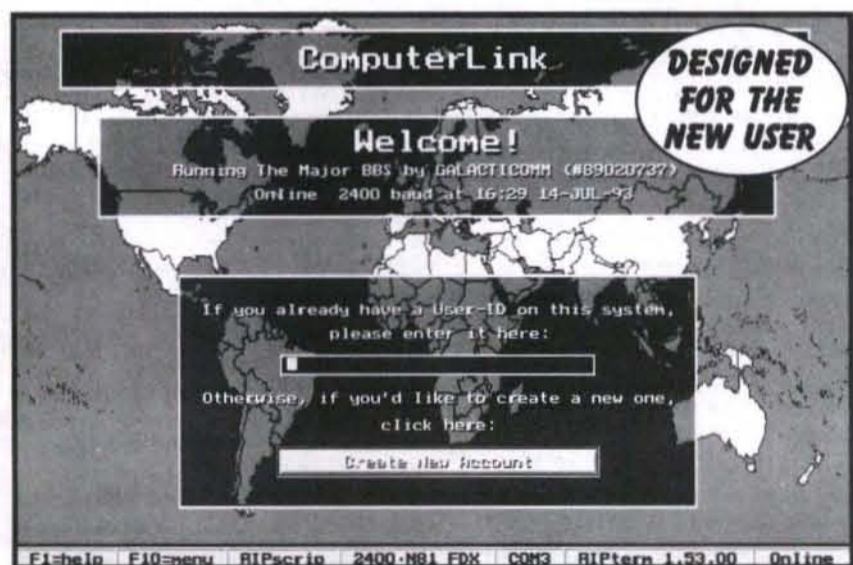 ComputerLink
DESIGNED
FOR THE
NEW USER
Welcome!
Running The Major BBS by GALACTICOMM (#89020737)
Online 2400 baud at 16:29 14-JUL-93
If you already have a User-ID on this system,
please enter it here:
Otherwise, if you'd like to create a new one,
click here:
Create New Account
F1=help F10=menu RIPscrip 2400·N81 FDX COM3 RIPterm 1.53.00 Online